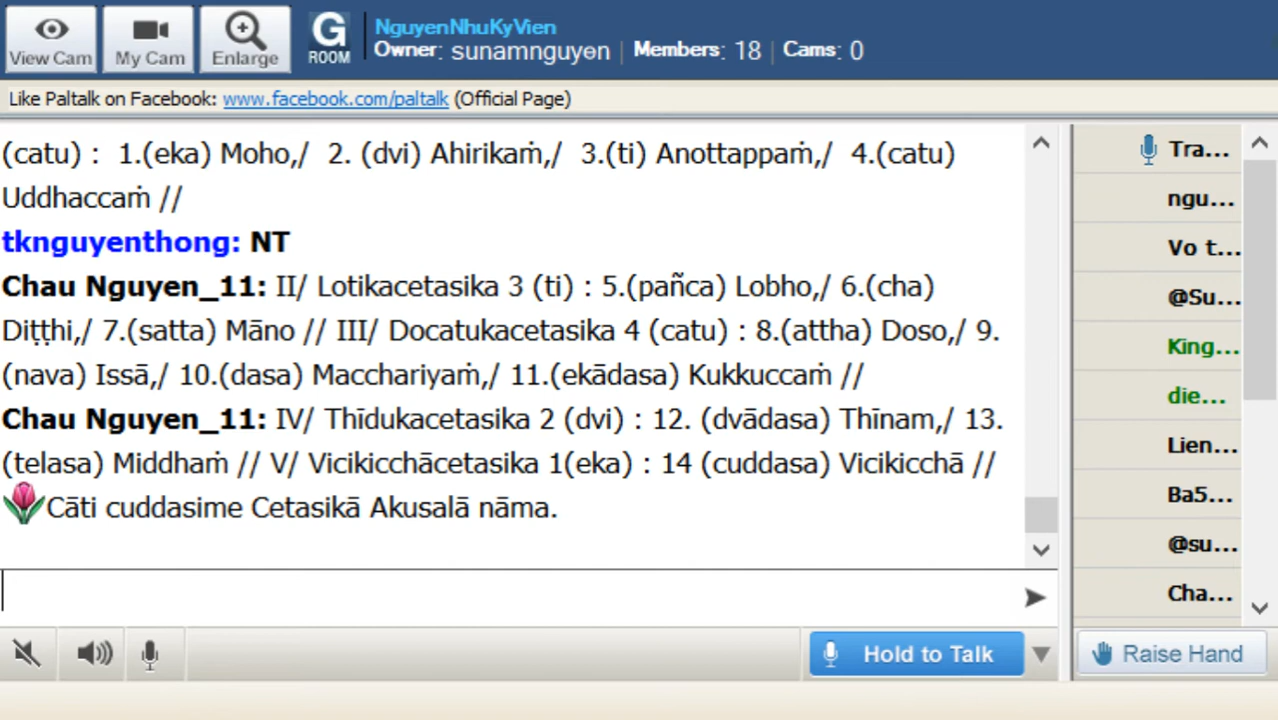 View Cam
My Cam
Enlarge
G
ROOM
NguyenNhuKyVien
Owner: sunamnguyen | Members: 18 | Cams: 0
Like Paltalk on Facebook: www.facebook.com/paltalk (Official Page)
(catu) : 1.(eka) Moho,/ 2. (dvi) Ahirikaṁ,/ 3.(ti) Anottappaṁ,/ 4.(catu)
Uddhaccaṁ //
tknguyenthong: NT
Chau Nguyen_11: II/ Lotikacetasika 3 (ti) : 5.(pañca) Lobho,/ 6.(cha)
Diṭṭhi,/ 7.(satta) Māno // III/ Docatukacetasika 4 (catu) : 8.(attha) Doso,/ 9.
(nava) Issā,/ 10.(dasa) Macchariyaṁ,/ 11.(ekādasa) Kukkuccaṁ //
Chau Nguyen_11: IV/ Thīdukacetasika 2 (dvi) : 12. (dvādasa) Thīnam,/ 13.
(telasa) Middhaṁ // V/ Vicikicchācetasika 1(eka) : 14 (cuddasa) Vicikicchā //
Cāti cuddasime Cetasikā Akusalā nāma.
Tra...
ngu...
Vo t...
@Su...
King...
die...
Lien...
Ba5...
@su...
Cha...
Hold to Talk
Raise Hand